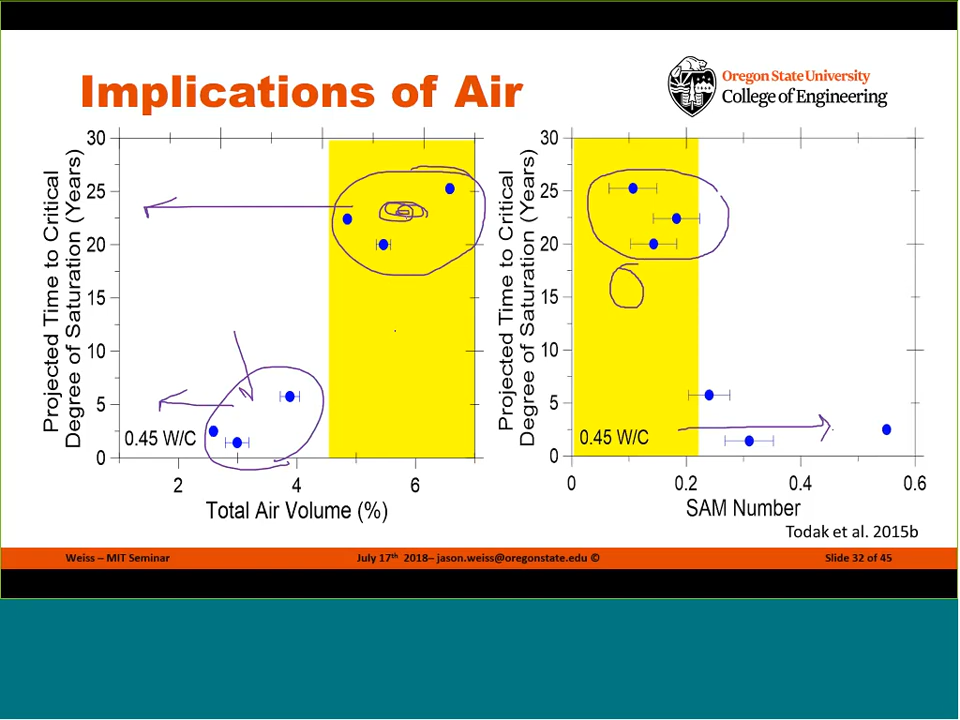 Implications of Air
Oregon State University
College of Engineering
Projected Time to Critical
Degree of Saturation (Years)
30
25
20
15
10
5
0
0.45 W/C
2
4
6
Total Air Volume (%)
Projected Time to Critical
Degree of Saturation (Years)
30
25
20
15
10
5
0
0.45 W/C
0
0.2
0.4
0.6
SAM Number
Todak et al. 2015b
Weiss – MIT Seminar
July 17th 2018– jason.weiss@oregonstate.edu ©
Slide 32 of 45